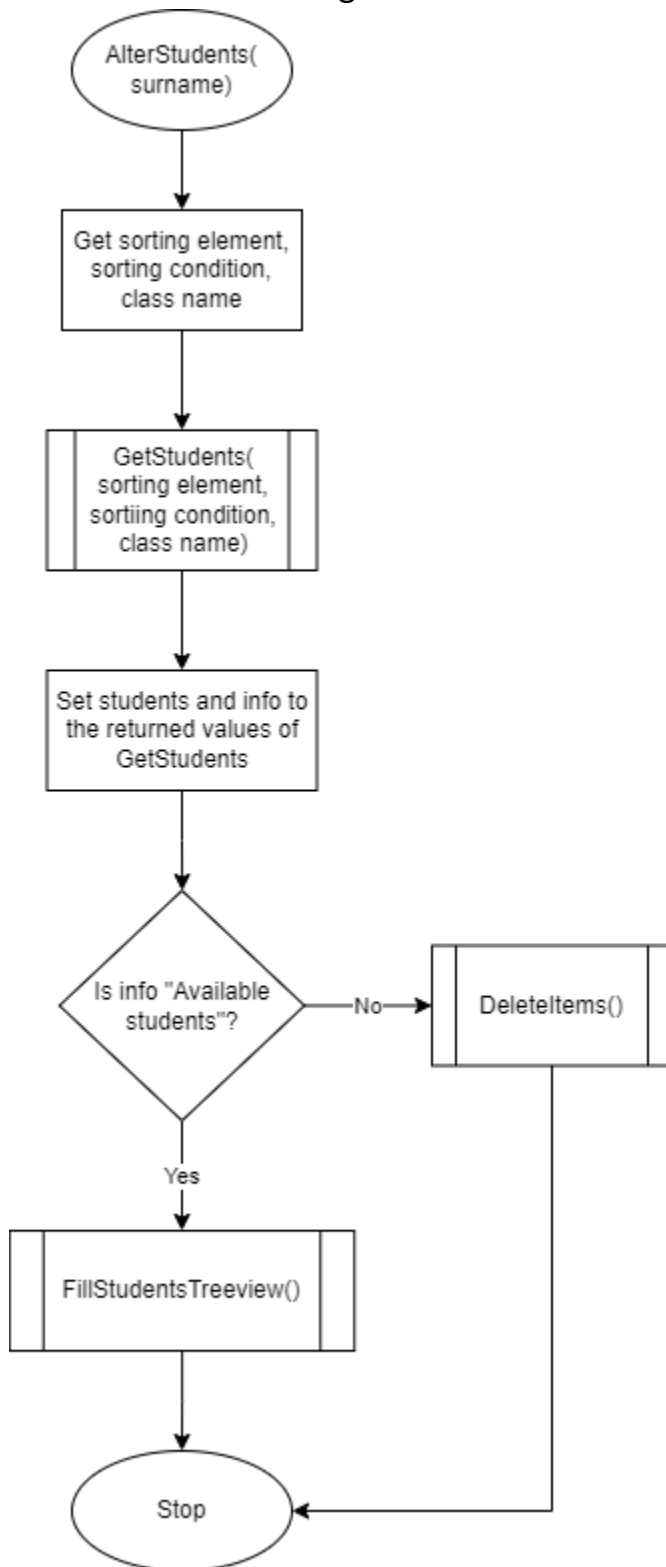 AlterStudents(
surname)
Get sorting element,
sorting condition,
class name
GetStudents(
sorting element,
sortiing condition,
class name)
Set students and info to
the returned values of
GetStudents
Is info "Available
students"?
No
DeleteItems()
Yes
FillStudentsTreeview()
Stop